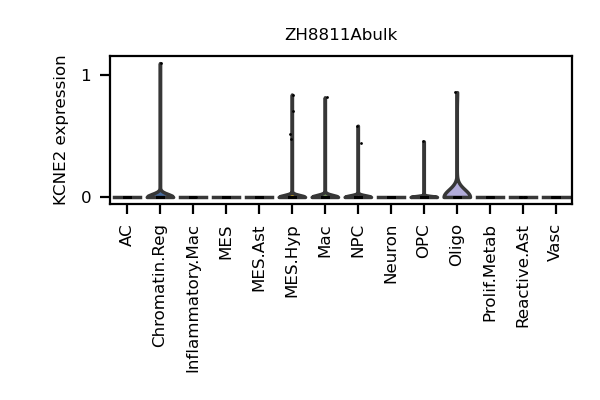 ZH8811Abulk
KCNE2 expression
1
0
AC
Chromatin.Reg
Inflammatory.Mac
MES
MES.Ast
MES.Hyp
Mac
NPC
Neuron
OPC
Oligo
Prolif.Metab
Reactive.Ast
Vasc